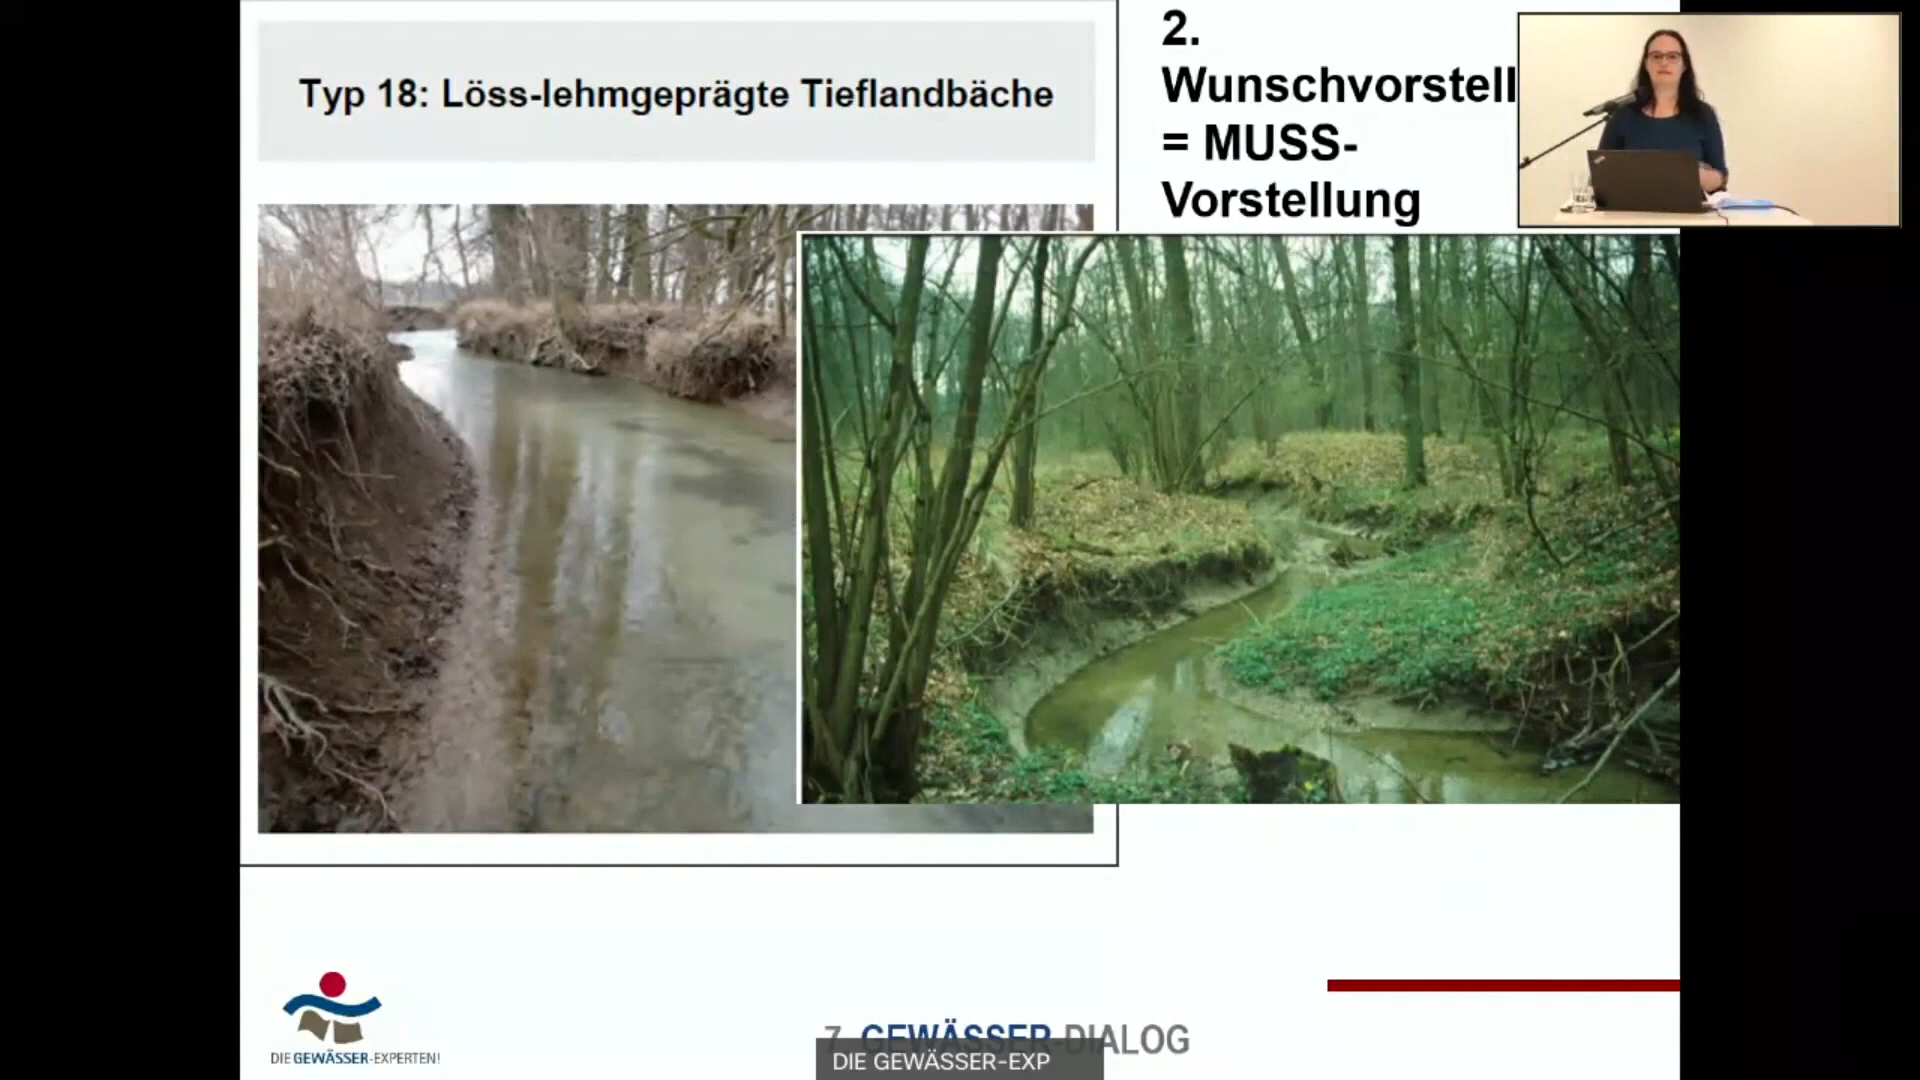 Typ 18: Löss-lehmgeprägte Tieflandbäche
2.
Wunschvorstell
= MUSS-
Vorstellung
DIE GEWÄSSER-EXPERTEN!
7. GEWÄSSER-DIALOG
DIE GEWÄSSER-EXP